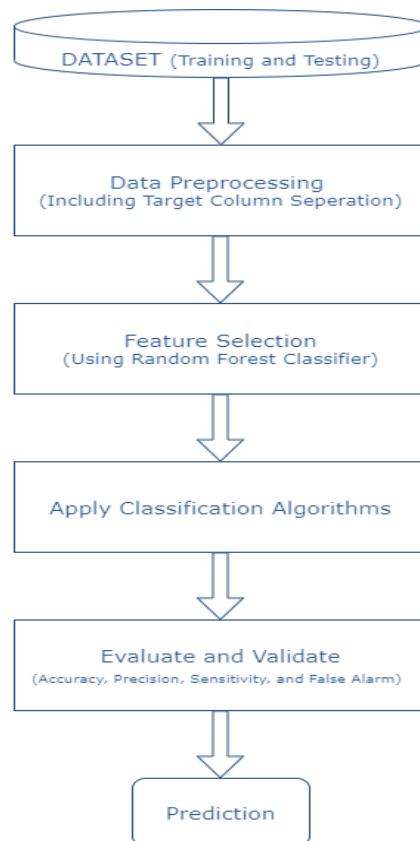 DATASET (Training and Testing)
Data Preprocessing
(Including Target Column Seperation)
Feature Selection
(Using Random Forest Classifier)
Apply Classification Algorithms
Evaluate and Validate
(Accuracy, Precision, Sensitivity, and False Alarm)
Prediction